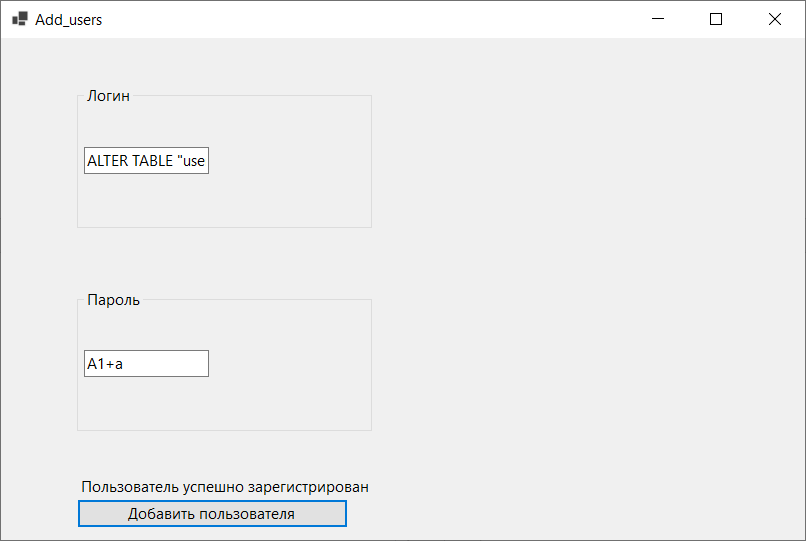 Add_users
Логин
ALTER TABLE "use
Пароль
A1+a
Пользователь успешно зарегистрирован
Добавить пользователя